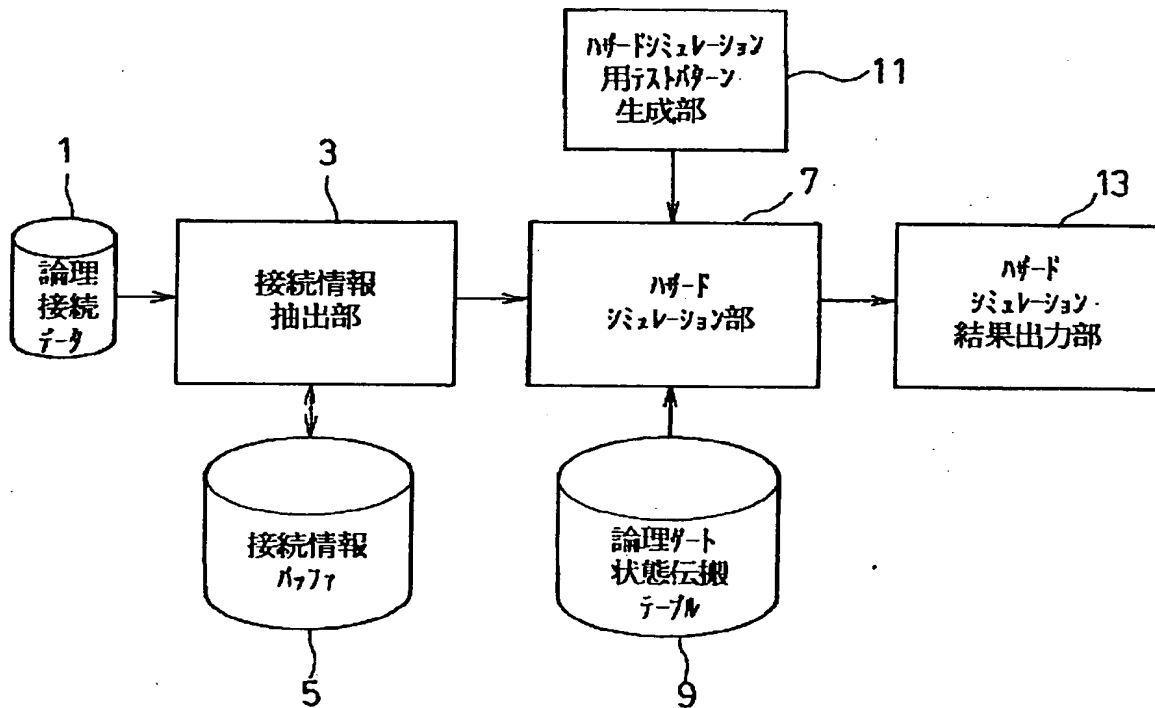 ハザードシミュレーション
用テストパターン
生成部
11
1
3
7
13
論理
接続
データ
接続情報
抽出部
ハザード
シミュレーション部
ハザード
シミュレーション
結果出力部
接続情報
バッファ
論理ゲート
状態伝搬
テーブル
5
9